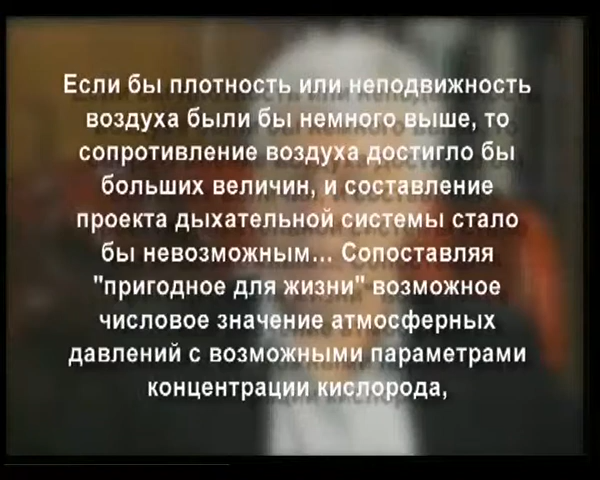 Если бы плотность или неподвижность
воздуха были бы немного выше, то
сопротивление воздуха достигло бы
больших величин, и составление
проекта дыхательной системы стало
бы невозможным... Сопоставляя
"пригодное для жизни" возможное
числовое значение атмосферных
давлений с возможными параметрами
концентрации кислорода,